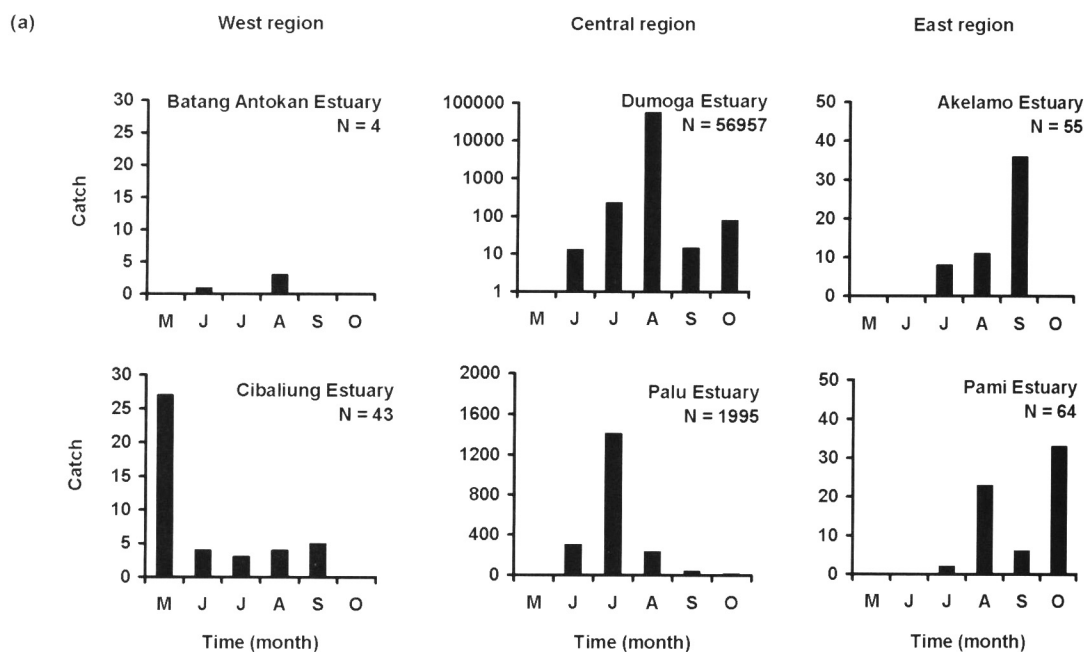 (a)
West region
Central region
East region
Batang Antokan Estuary
N = 4
Catch
30
25
20
15
10
5
0
M J J A S O
Dumoga Estuary
N = 56957
100000
10000
1000
100
10
1
M J J A S O
Akelamo Estuary
N = 55
50
40
30
20
10
0
M J J A S O
Cibaliung Estuary
N = 43
Catch
30
25
20
15
10
5
0
M J J A S O
Time (month)
Palu Estuary
N = 1995
2000
1600
1200
800
400
0
M J J A S O
Time (month)
Pami Estuary
N = 64
50
40
30
20
10
0
M J J A S O
Time (month)